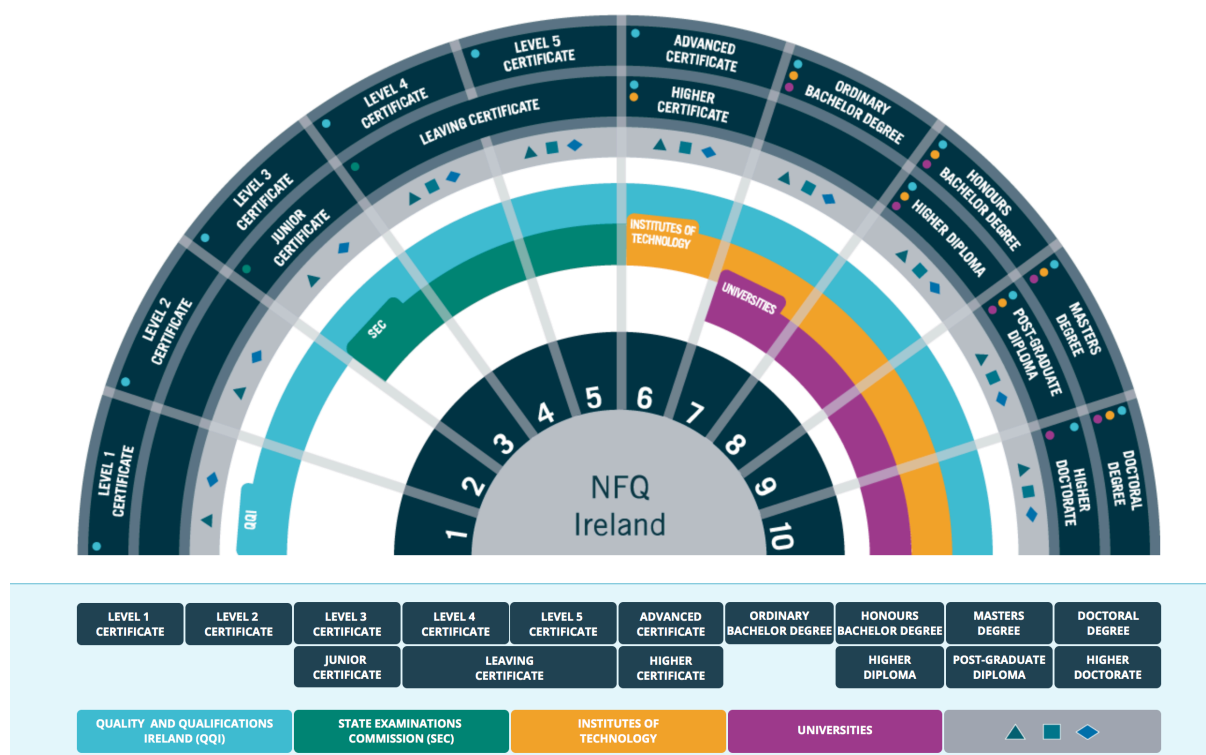 LEVEL 1
CERTIFICATE
LEVEL 2
CERTIFICATE
LEVEL 3
CERTIFICATE
JUNIOR
CERTIFICATE
LEVEL 4
CERTIFICATE
LEVEL 5
CERTIFICATE
LEAVING CERTIFICATE
ADVANCED
CERTIFICATE
HIGHER
CERTIFICATE
ORDINARY
BACHELOR DEGREE
HONOURS
BACHELOR DEGREE
HIGHER DIPLOMA
MASTERS
DEGREE
POST-GRADUATE
DIPLOMA
DOCTORAL
DEGREE
HIGHER
DOCTORATE
QQI
SEC
INSTITUTES OF
TECHNOLOGY
UNIVERSITIES
1
2
3
4
5
6
7
8
9
10
NFQ
Ireland
LEVEL 1
CERTIFICATE
LEVEL 2
CERTIFICATE
LEVEL 3
CERTIFICATE
LEVEL 4
CERTIFICATE
LEVEL 5
CERTIFICATE
ADVANCED
CERTIFICATE
ORDINARY
BACHELOR DEGREE
HONOURS
BACHELOR DEGREE
MASTERS
DEGREE
DOCTORAL
DEGREE
JUNIOR
CERTIFICATE
LEAVING
CERTIFICATE
HIGHER
CERTIFICATE
HIGHER
DIPLOMA
POST-GRADUATE
DIPLOMA
HIGHER
DOCTORATE
QUALITY AND QUALIFICATIONS
IRELAND (QQI)
STATE EXAMINATIONS
COMMISSION (SEC)
INSTITUTES OF
TECHNOLOGY
UNIVERSITIES